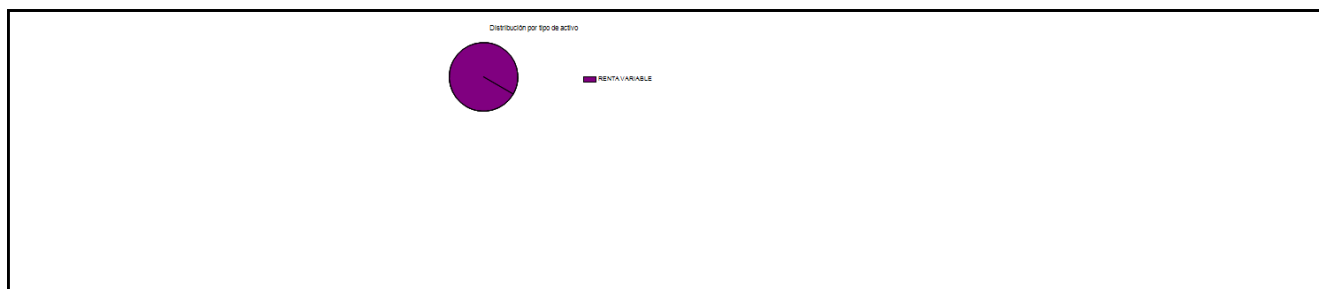 Distribución por tipo de activo
RENTA VARIABLE